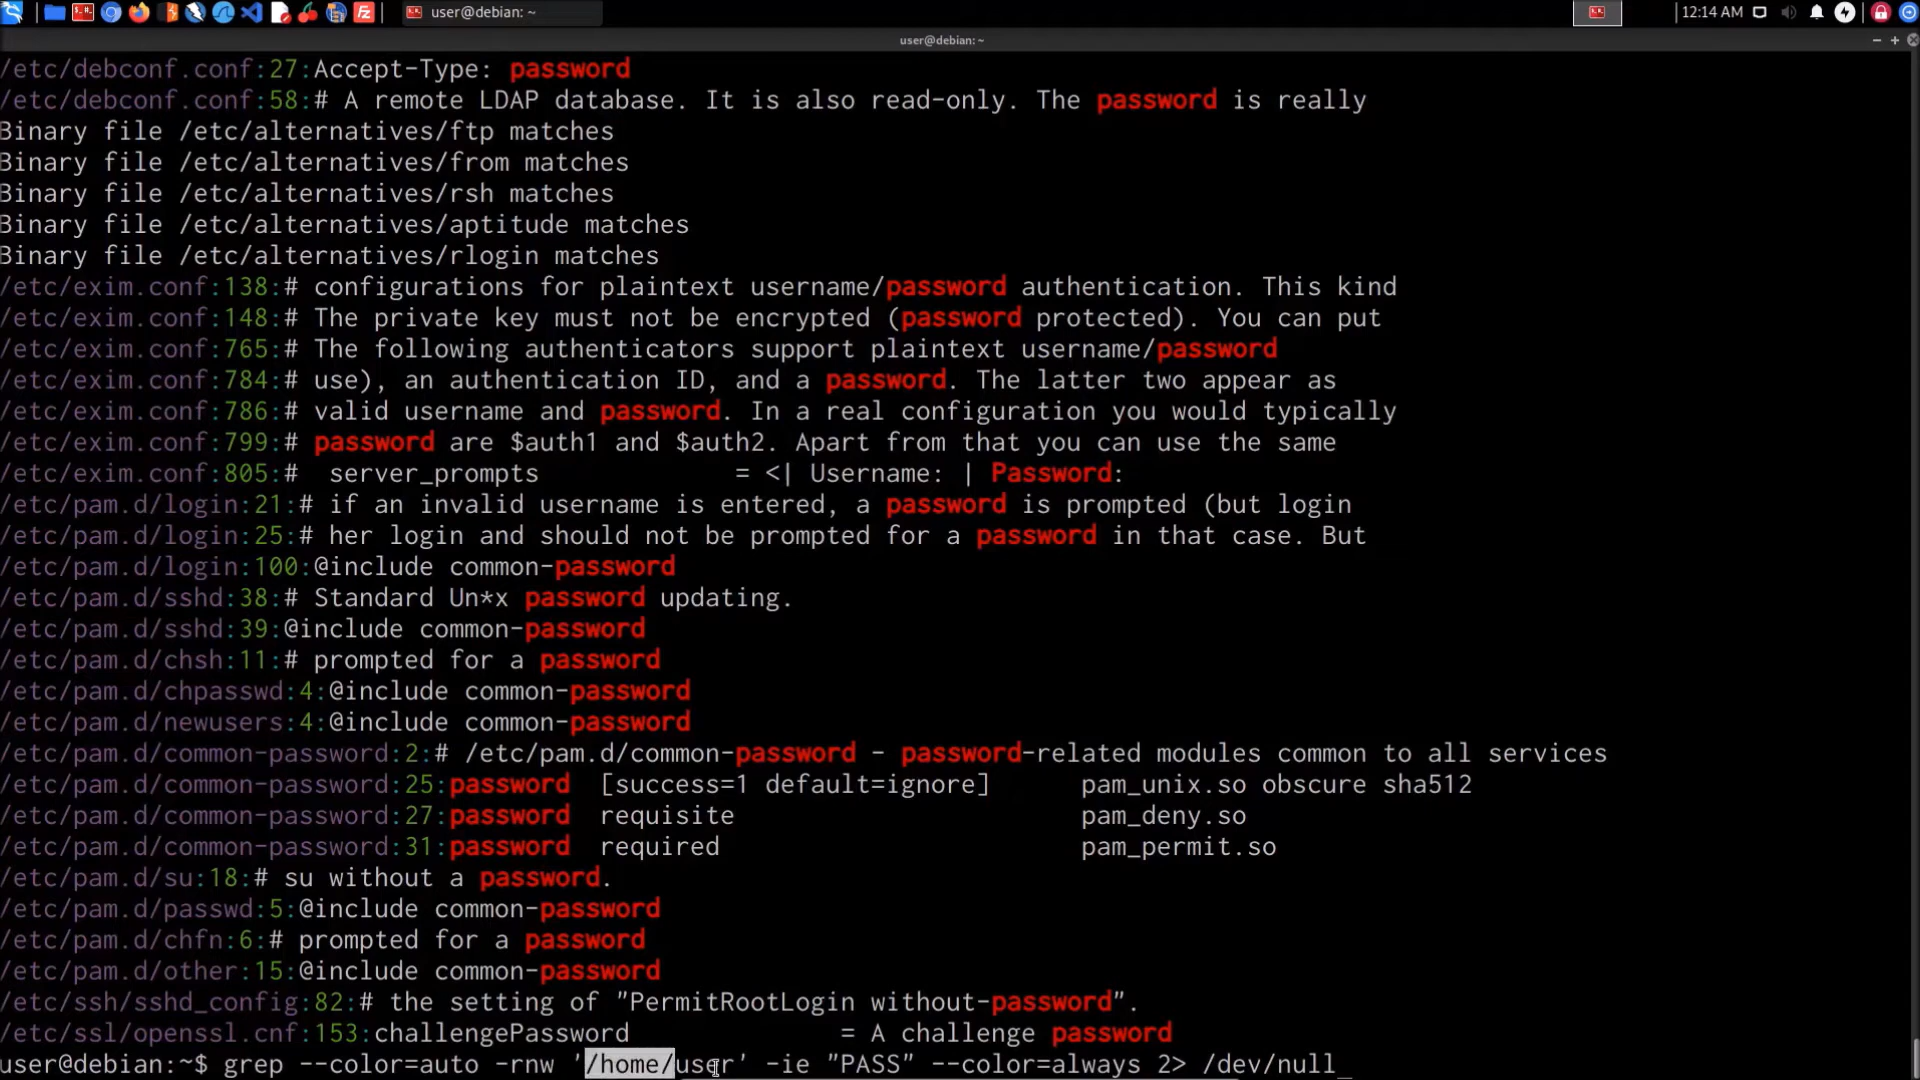 user@debian: ~
12:14 AM
user@debian: ~
/etc/debconf.conf:27:Accept-Type: password
/etc/debconf.conf:58:# A remote LDAP database. It is also read-only. The password is really
Binary file /etc/alternatives/ftp matches
Binary file /etc/alternatives/from matches
Binary file /etc/alternatives/rsh matches
Binary file /etc/alternatives/aptitude matches
Binary file /etc/alternatives/rlogin matches
/etc/exim.conf:138:# configurations for plaintext username/password authentication. This kind
/etc/exim.conf:148:# The private key must not be encrypted (password protected). You can put
/etc/exim.conf:765:# The following authenticators support plaintext username/password
/etc/exim.conf:784:# use), an authentication ID, and a password. The latter two appear as
/etc/exim.conf:786:# valid username and password. In a real configuration you would typically
/etc/exim.conf:799:# password are $auth1 and $auth2. Apart from that you can use the same
/etc/exim.conf:805:#  server_prompts             = <| Username: | Password:
/etc/pam.d/login:21:# if an invalid username is entered, a password is prompted (but login
/etc/pam.d/login:25:# her login and should not be prompted for a password in that case. But
/etc/pam.d/login:100:@include common-password
/etc/pam.d/sshd:38:# Standard Un*x password updating.
/etc/pam.d/sshd:39:@include common-password
/etc/pam.d/chsh:11:# prompted for a password
/etc/pam.d/chpasswd:4:@include common-password
/etc/pam.d/newusers:4:@include common-password
/etc/pam.d/common-password:2:# /etc/pam.d/common-password - password-related modules common to all services
/etc/pam.d/common-password:25:password  [success=1 default=ignore]      pam_unix.so obscure sha512
/etc/pam.d/common-password:27:password  requisite                       pam_deny.so
/etc/pam.d/common-password:31:password  required                        pam_permit.so
/etc/pam.d/su:18:# su without a password.
/etc/pam.d/passwd:5:@include common-password
/etc/pam.d/chfn:6:# prompted for a password
/etc/pam.d/other:15:@include common-password
/etc/ssh/sshd_config:82:# the setting of "PermitRootLogin without-password".
/etc/ssl/openssl.cnf:153:challengePassword              = A challenge password
user@debian:~$ grep --color=auto -rnw '/home/user' -ie "PASS" --color=always 2> /dev/null